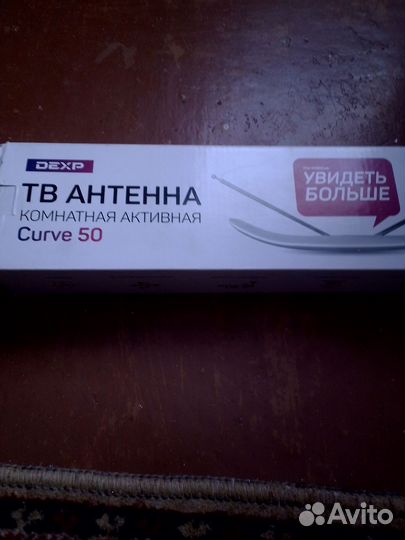 DEXP
ТВ АНТЕННА
КОМНАТНАЯ АКТИВНАЯ
Curve 50
УВИДЕТЬ
БОЛЬШЕ
Avito